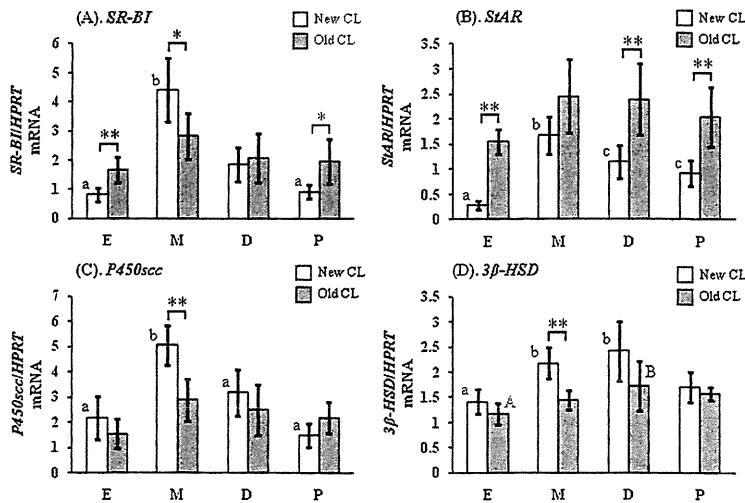 (A). SR-BI
New CL
Old CL
SR-BI/HPRT
mRNA
6
5
4
3
2
1
0
a
**
b
*
a
*
E
M
D
P
(B). StAR
New CL
Old CL
StAR/HPRT
mRNA
3.5
3
2.5
2
1.5
1
0.5
0
a
**
b
c
**
c
**
E
M
D
P
(C). P450scc
New CL
Old CL
P450scc/HPRT
mRNA
7
6
5
4
3
2
1
0
a
b
**
a
a
E
M
D
P
(D). 3β-HSD
New CL
Old CL
3β-HSD/HPRT
mRNA
3.5
3
2.5
2
1.5
1
0.5
0
a
A
b
**
b
B
E
M
D
P